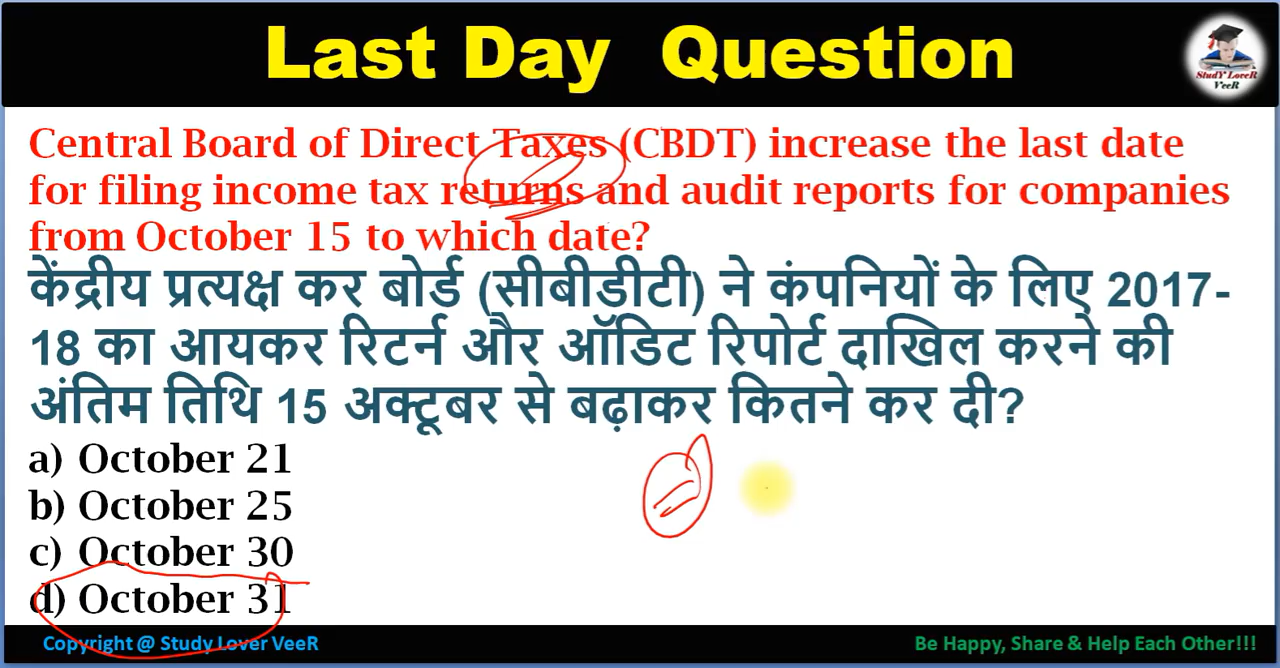 Last Day Question
StudY LoveR
VeeR
Central Board of Direct Taxes (CBDT) increase the last date
for filing income tax returns and audit reports for companies
from October 15 to which date?
केंद्रीय प्रत्यक्ष कर बोर्ड (सीबीडीटी) ने कंपनियों के लिए 2017-
18 का आयकर रिटर्न और ऑडिट रिपोर्ट दाखिल करने की
अंतिम तिथि 15 अक्टूबर से बढ़ाकर कितने कर दी?
a) October 21
b) October 25
c) October 30
d) October 31
Copyright @ Study Lover VeeR
Be Happy, Share & Help Each Other!!!